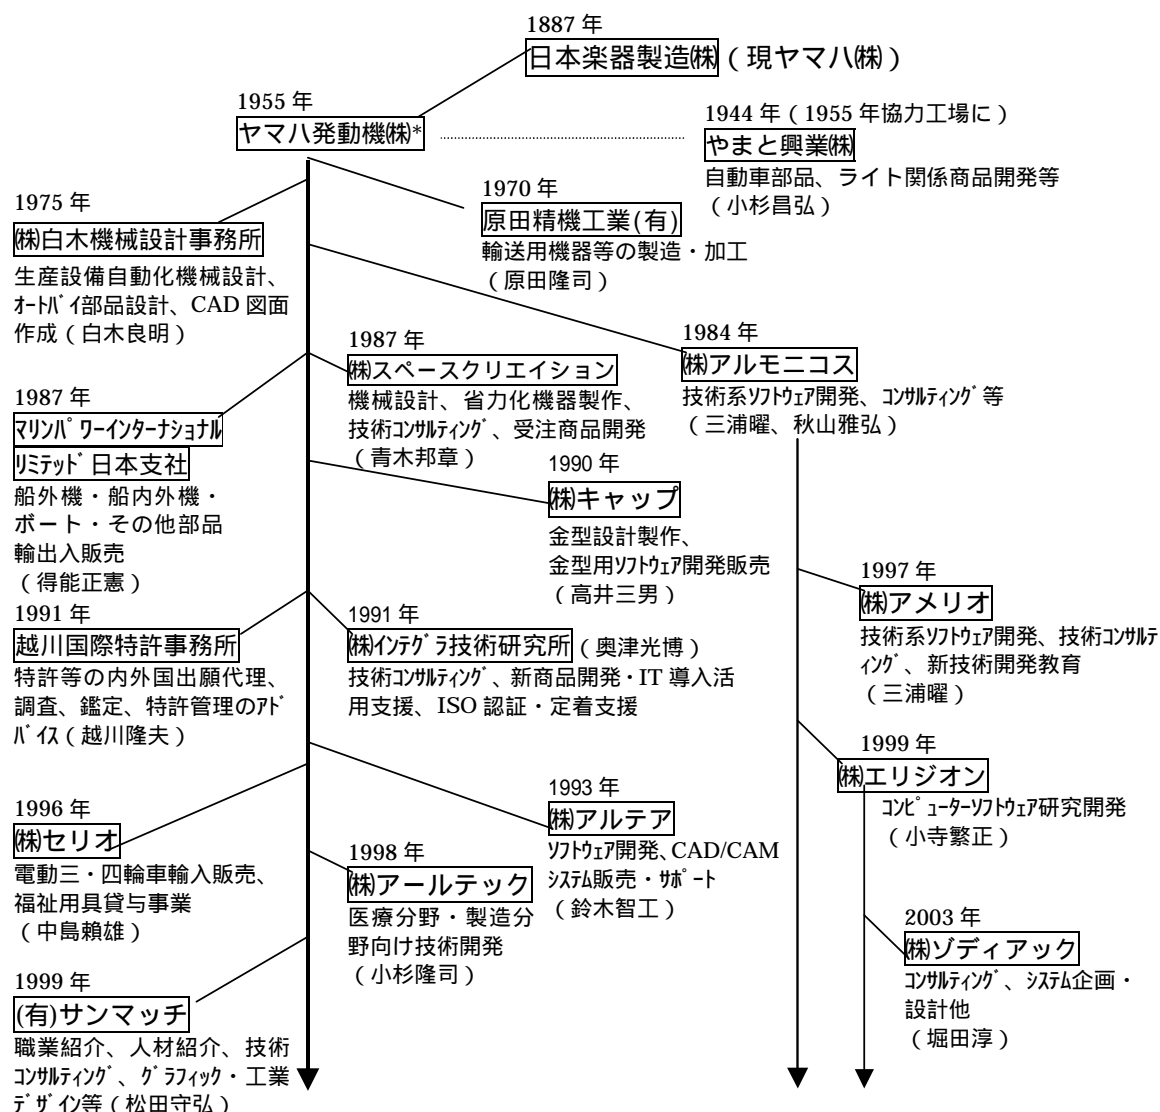 1887 年
日本楽器製造㈱（現ヤマハ㈱）
1955 年
ヤマハ発動機㈱*
1944 年（1955 年協力工場に）
やまと興業㈱
自動車部品、ライト関係商品開発等
（小杉昌弘）
1970 年
原田精機工業(有)
輸送用機器等の製造・加工
（原田隆司）
1975 年
㈱白木機械設計事務所
生産設備自動化機械設計、
ｵｰﾄﾊﾞｲ部品設計、CAD 図面
作成（白木良明）
1984 年
㈱アルモニコス
技術系ｿﾌﾄｳｪｱ開発、ｺﾝｻﾙﾃｨﾝｸﾞ等
（三浦曜、秋山雅弘）
1987 年
㈱スペースクリエイション
機械設計、省力化機器製作、
技術ｺﾝｻﾙﾃｨﾝｸﾞ、受注商品開発
（青木邦章）
1987 年
ﾏﾘﾝﾊﾟﾜｰｲﾝﾀｰﾅｼｮﾅﾙ
ﾘﾐﾃｯﾄﾞ日本支社
船外機・船内外機・
ボート・その他部品
輸出入販売
（得能正憲）
1990 年
㈱キャップ
金型設計製作、
金型用ｿﾌﾄｳｪｱ開発販売
（高井三男）
1997 年
㈱アメリオ
技術系ｿﾌﾄｳｪｱ開発、技術ｺﾝｻﾙﾃ
ｨﾝｸﾞ、新技術開発教育
（三浦曜）
1991 年
越川国際特許事務所
特許等の内外国出願代理、
調査、鑑定、特許管理のｱﾄﾞ
ﾊﾞｲｽ（越川隆夫）
1991 年
㈱ｲﾝﾃｸﾞﾗ技術研究所（奥津光博）
技術ｺﾝｻﾙﾃｨﾝｸﾞ、新商品開発・IT 導入活
用支援、ISO 認証・定着支援
1999 年
㈱エリジオン
ｺﾝﾋﾟｭｰﾀｰｿﾌﾄｳｪｱ研究開発
（小寺繁正）
1993 年
㈱アルテア
ｿﾌﾄｳｪｱ開発、CAD/CAM
ｼｽﾃﾑ販売・ｻﾎﾟｰﾄ
（鈴木智工）
1996 年
㈱セリオ
電動三・四輪車輸入販売、
福祉用具貸与事業
（中島賴雄）
1998 年
㈱アールテック
医療分野・製造分
野向け技術開発
（小杉隆司）
2003 年
㈱ゾディアック
ｺﾝｻﾙﾃｨﾝｸﾞ、ｼｽﾃﾑ企画・
設計他
（堀田淳）
1999 年
(有)サンマッチ
職業紹介、人材紹介、技術
ｺﾝｻﾙﾃｨﾝｸﾞ、ｸﾞﾗﾌｨｯｸ・工業
ﾃﾞｻﾞｲﾝ等（松田守弘）